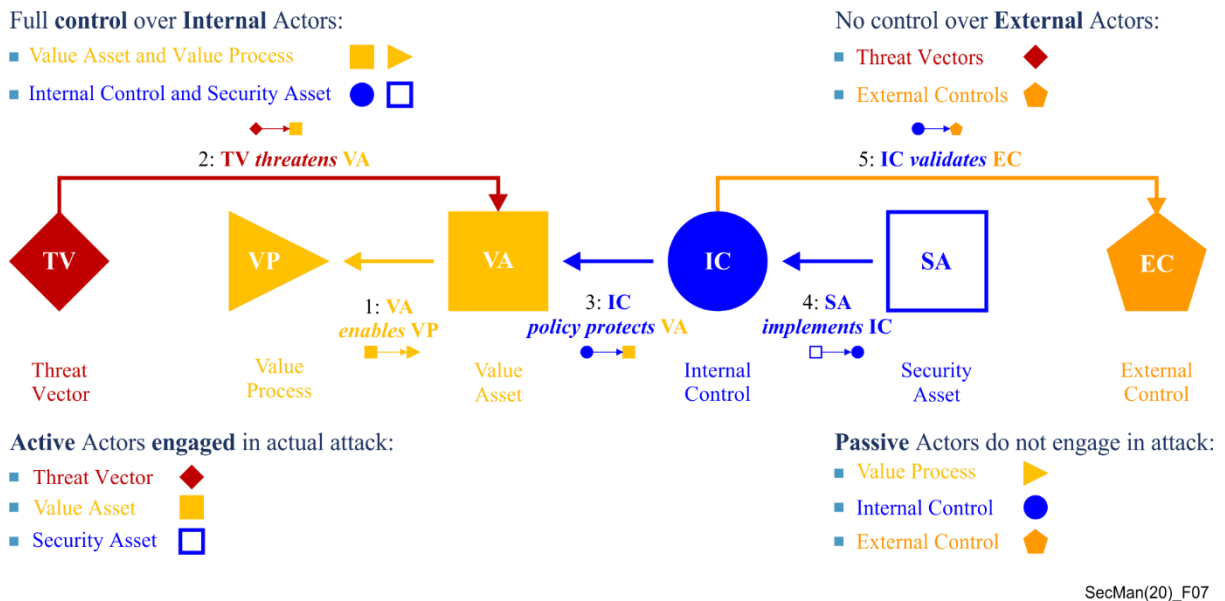 Full control over Internal Actors:
Value Asset and Value Process
Internal Control and Security Asset
No control over External Actors:
Threat Vectors
External Controls
2: TV threatens VA
5: IC validates EC
TV
VP
VA
IC
SA
EC
1: VA
enables VP
3: IC
policy protects VA
4: SA
implements IC
Threat
Vector
Value
Process
Value
Asset
Internal
Control
Security
Asset
External
Control
Active Actors engaged in actual attack:
Threat Vector
Value Asset
Security Asset
Passive Actors do not engage in attack:
Value Process
Internal Control
External Control
SecMan(20)_F07